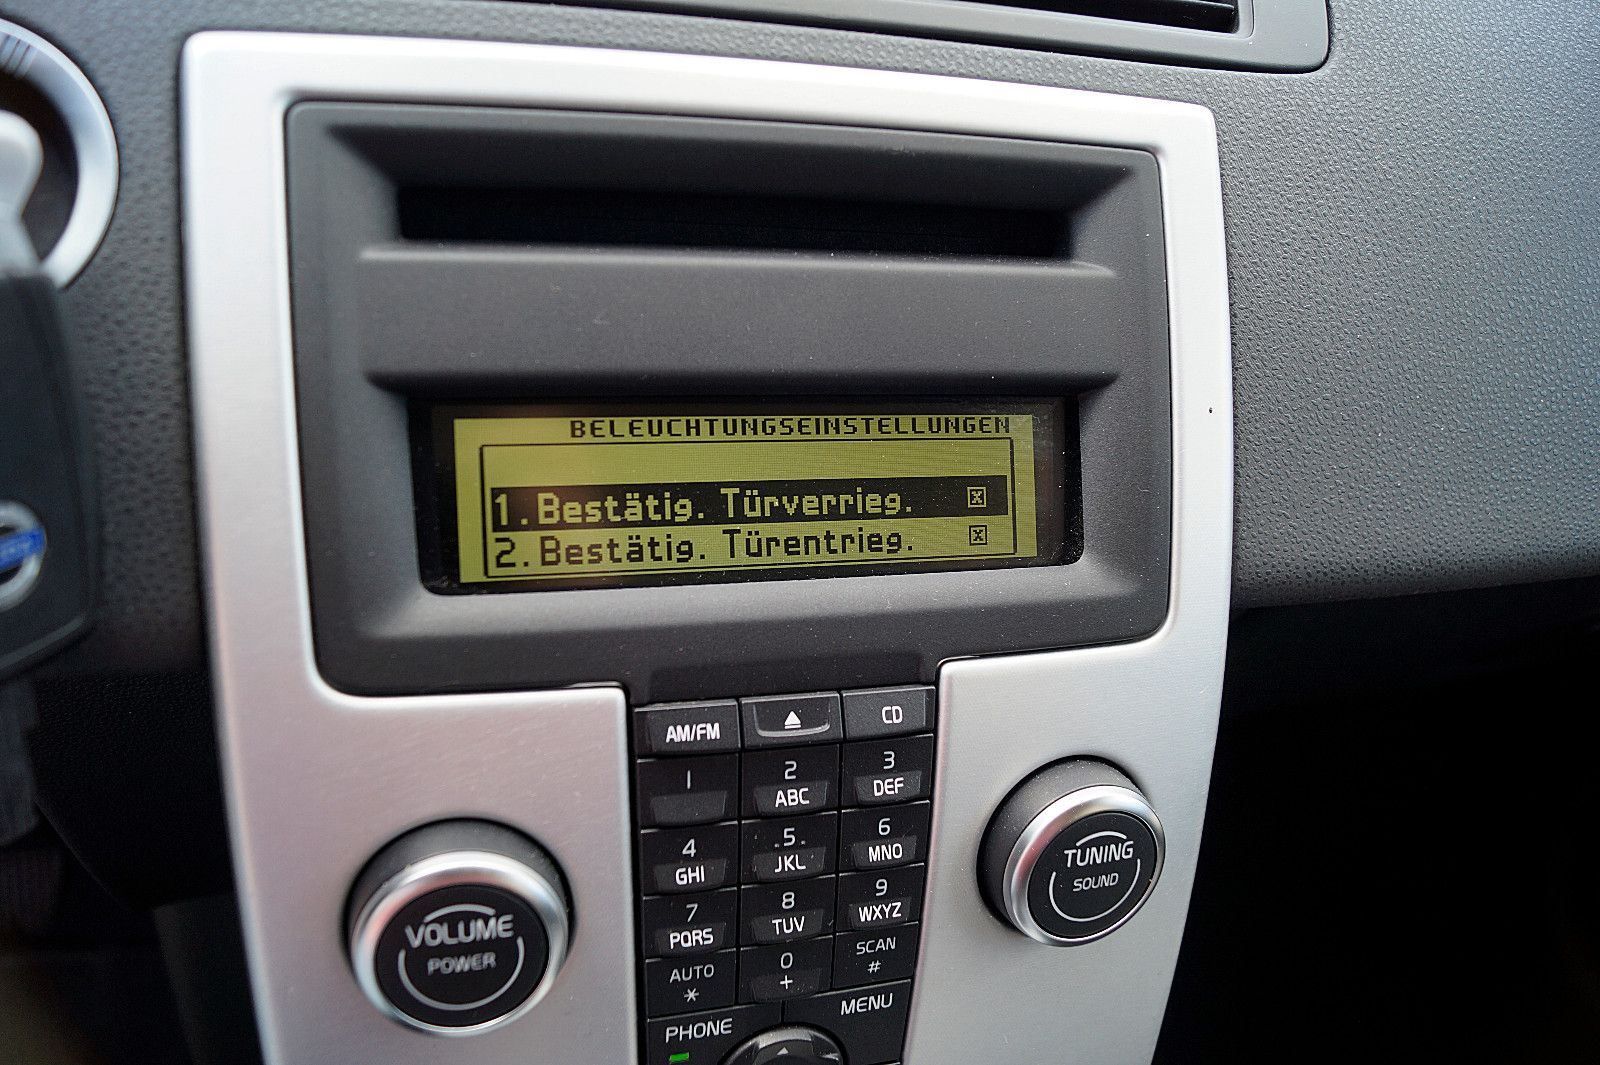 BELEUCHTUNGSEINSTELLUNGEN
1. Bestätig. Türverrieg. x
2. Bestätig. Türentrieg. x
AM/FM CD
1 2 ABC 3 DEF
4 GHI 5 JKL 6 MNO
7 PQRS 8 TUV 9 WXYZ
AUTO * 0 + SCAN #
PHONE MENU
VOLUME
POWER
TUNING
SOUND